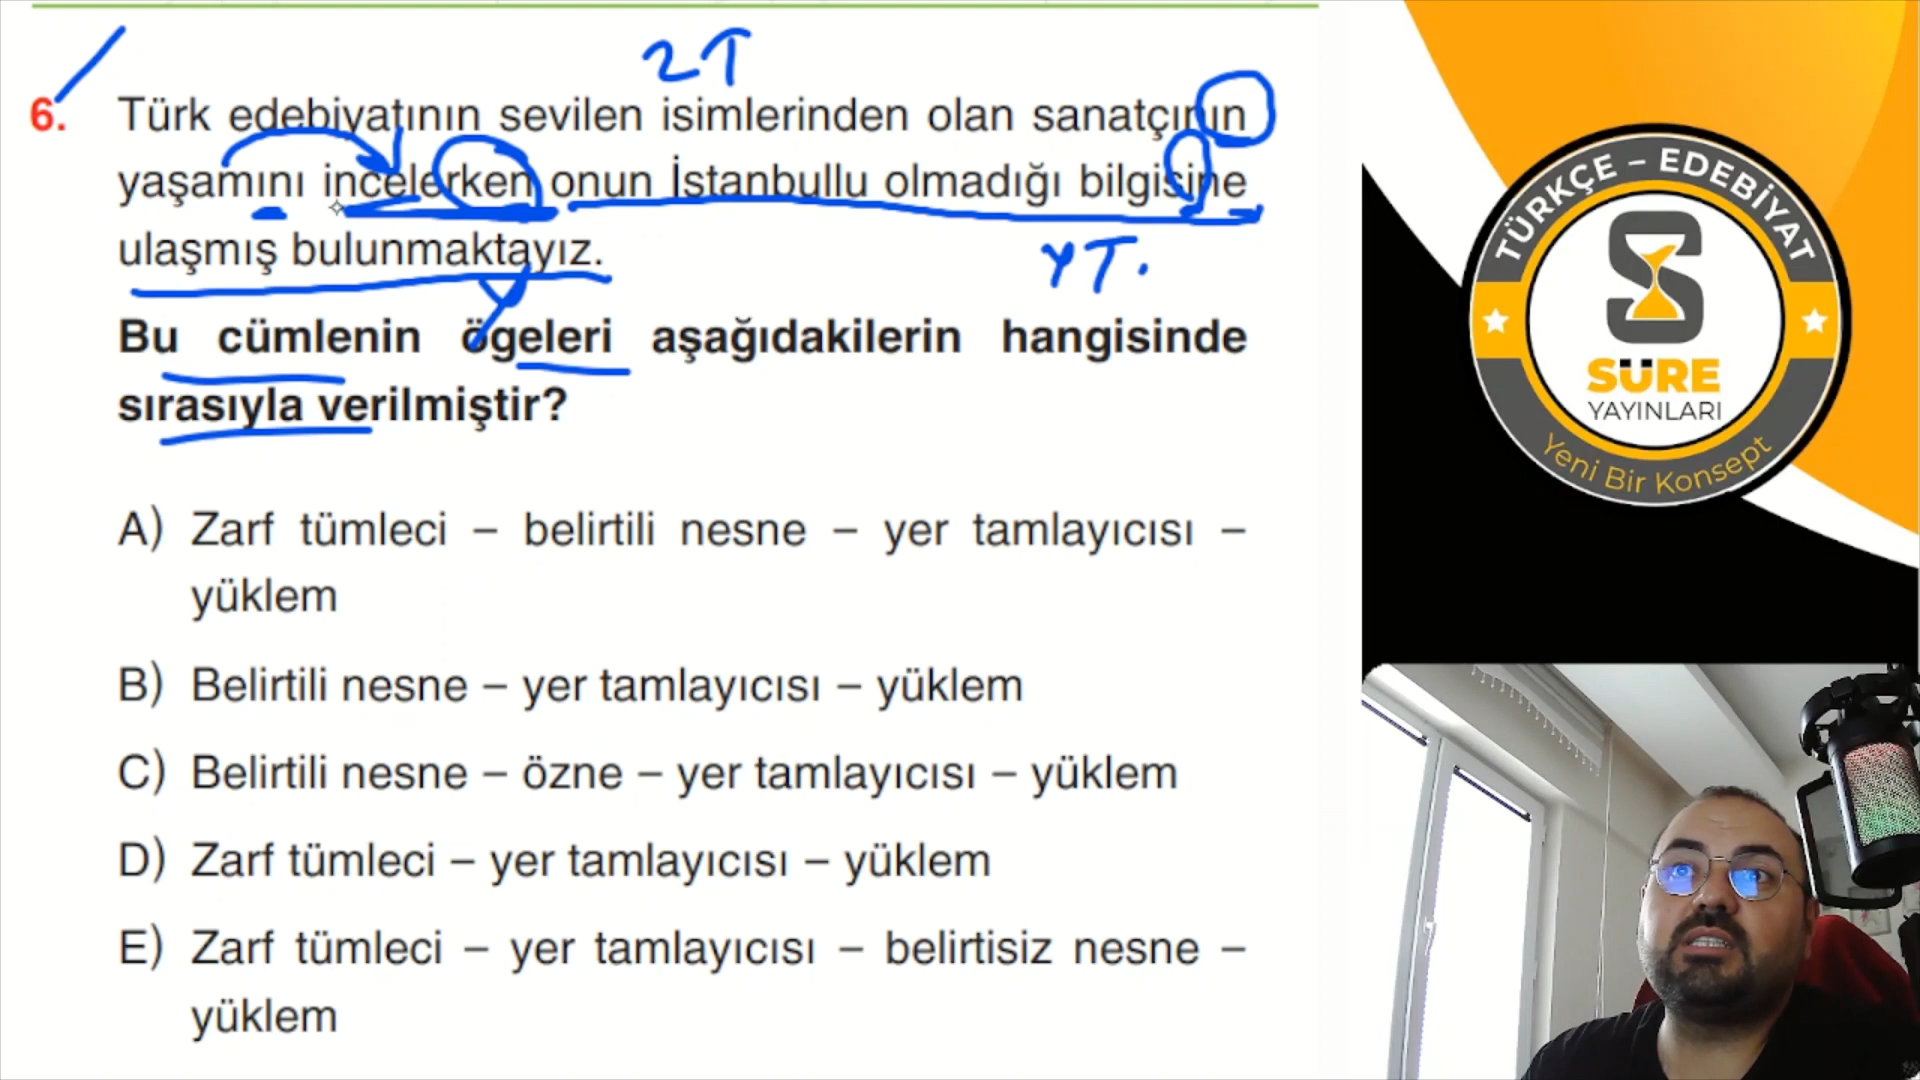 2T
6. Türk edebiyatının sevilen isimlerinden olan sanatçının
yaşamını incelerken onun İstanbullu olmadığı bilgisine
ulaşmış bulunmaktayız.
YT.
Y
Bu cümlenin ögeleri aşağıdakilerin hangisinde
sırasıyla verilmiştir?
A) Zarf tümleci – belirtili nesne – yer tamlayıcısı –
yüklem
B) Belirtili nesne – yer tamlayıcısı – yüklem
C) Belirtili nesne – özne – yer tamlayıcısı – yüklem
D) Zarf tümleci – yer tamlayıcısı – yüklem
E) Zarf tümleci – yer tamlayıcısı – belirtisiz nesne –
yüklem
TÜRKÇE – EDEBİYAT
S
SÜRE
YAYINLARI
Yeni Bir Konsept